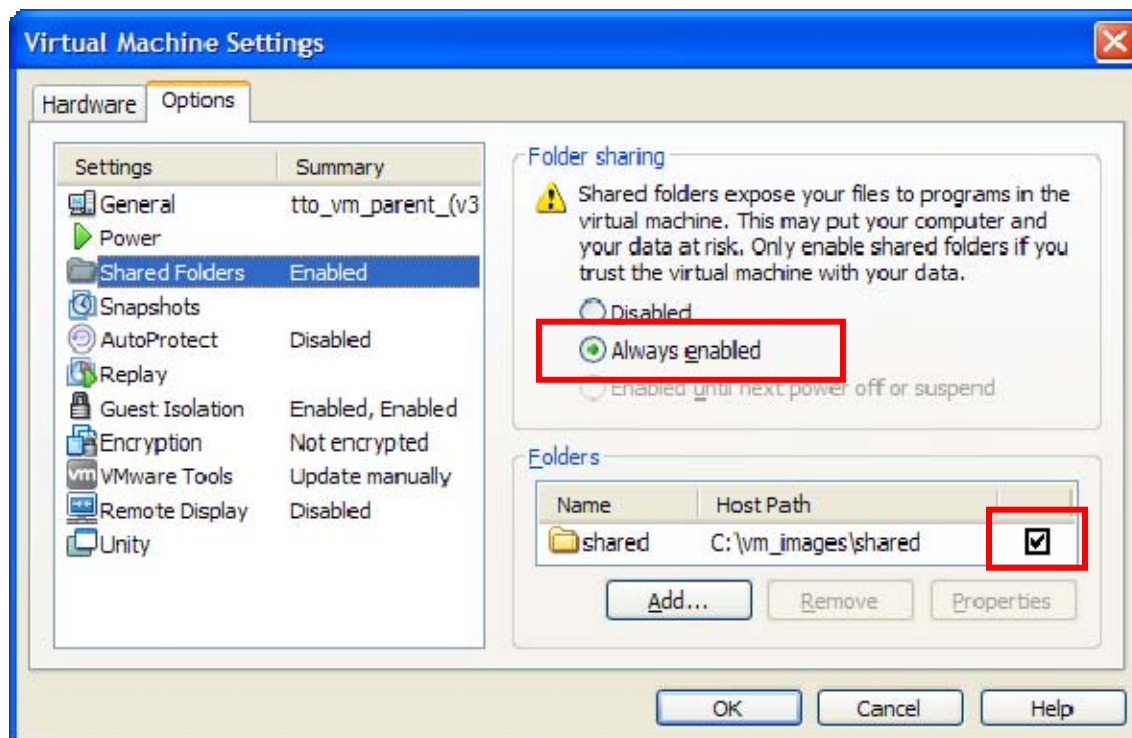 Virtual Machine Settings
Hardware Options
Settings Summary
General tto_vm_parent_(v3
Power
Shared Folders Enabled
Snapshots
AutoProtect Disabled
Replay
Guest Isolation Enabled, Enabled
Encryption Not encrypted
vm VMware Tools Update manually
Remote Display Disabled
Unity
Folder sharing
Shared folders expose your files to programs in the
virtual machine. This may put your computer and
your data at risk. Only enable shared folders if you
trust the virtual machine with your data.
Disabled
Always enabled
Enabled until next power off or suspend
Folders
Name Host Path
shared C:\vm_images\shared
Add... Remove Properties
OK Cancel Help